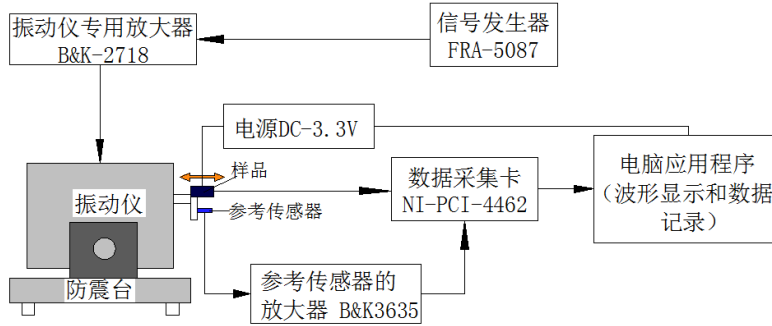 振动仪专用放大器
B&K-2718
信号发生器
FRA-5087
电源DC-3.3V
样品
参考传感器
数据采集卡
NI-PCI-4462
电脑应用程序
（波形显示和数据
记录）
振动仪
防震台
参考传感器的
放大器 B&K3635